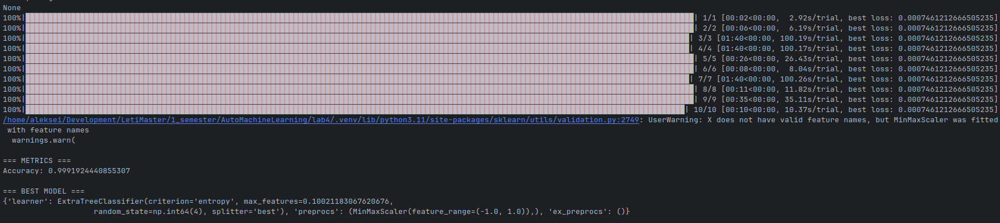 None
100%| | 1/1 [00:02<00:00,  2.92s/trial, best loss: 0.0007461212666505235]
100%| | 2/2 [00:06<00:00,  6.19s/trial, best loss: 0.0007461212666505235]
100%| | 3/3 [01:40<00:00, 100.19s/trial, best loss: 0.0007461212666505235]
100%| | 4/4 [01:40<00:00, 100.17s/trial, best loss: 0.0007461212666505235]
100%| | 5/5 [00:26<00:00, 26.43s/trial, best loss: 0.0007461212666505235]
100%| | 6/6 [00:08<00:00,  8.04s/trial, best loss: 0.0007461212666505235]
100%| | 7/7 [01:40<00:00, 100.26s/trial, best loss: 0.0007461212666505235]
100%| | 8/8 [00:11<00:00, 11.82s/trial, best loss: 0.0007461212666505235]
100%| | 9/9 [00:35<00:00, 35.11s/trial, best loss: 0.0007461212666505235]
100%| | 10/10 [00:10<00:00, 10.37s/trial, best loss: 0.0007461212666505235]
/home/aleksei/Development/LetiMaster/1_semester/AutoMachineLearning/lab4/.venv/lib/python3.11/site-packages/sklearn/utils/validation.py:2749: UserWarning: X does not have valid feature names, but MinMaxScaler was fitted
with feature names
warnings.warn(
=== METRICS ===
Accuracy: 0.9991924440855307
=== BEST MODEL ===
{'learner': ExtraTreeClassifier(criterion='entropy', max_features=0.10021183067620676,
random_state=np.int64(4), splitter='best'), 'preprocs': (MinMaxScaler(feature_range=(-1.0, 1.0)),), 'ex_preprocs': ()}